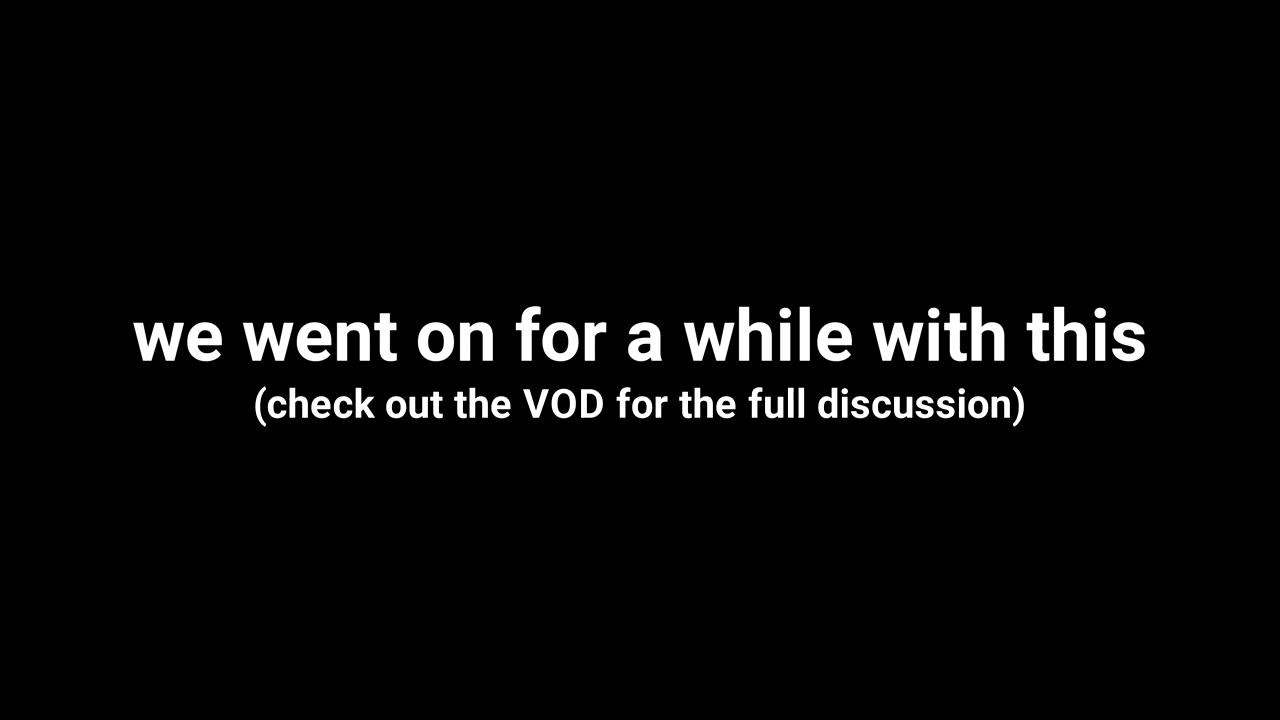 we went on for a while with this
(check out the VOD for the full discussion)